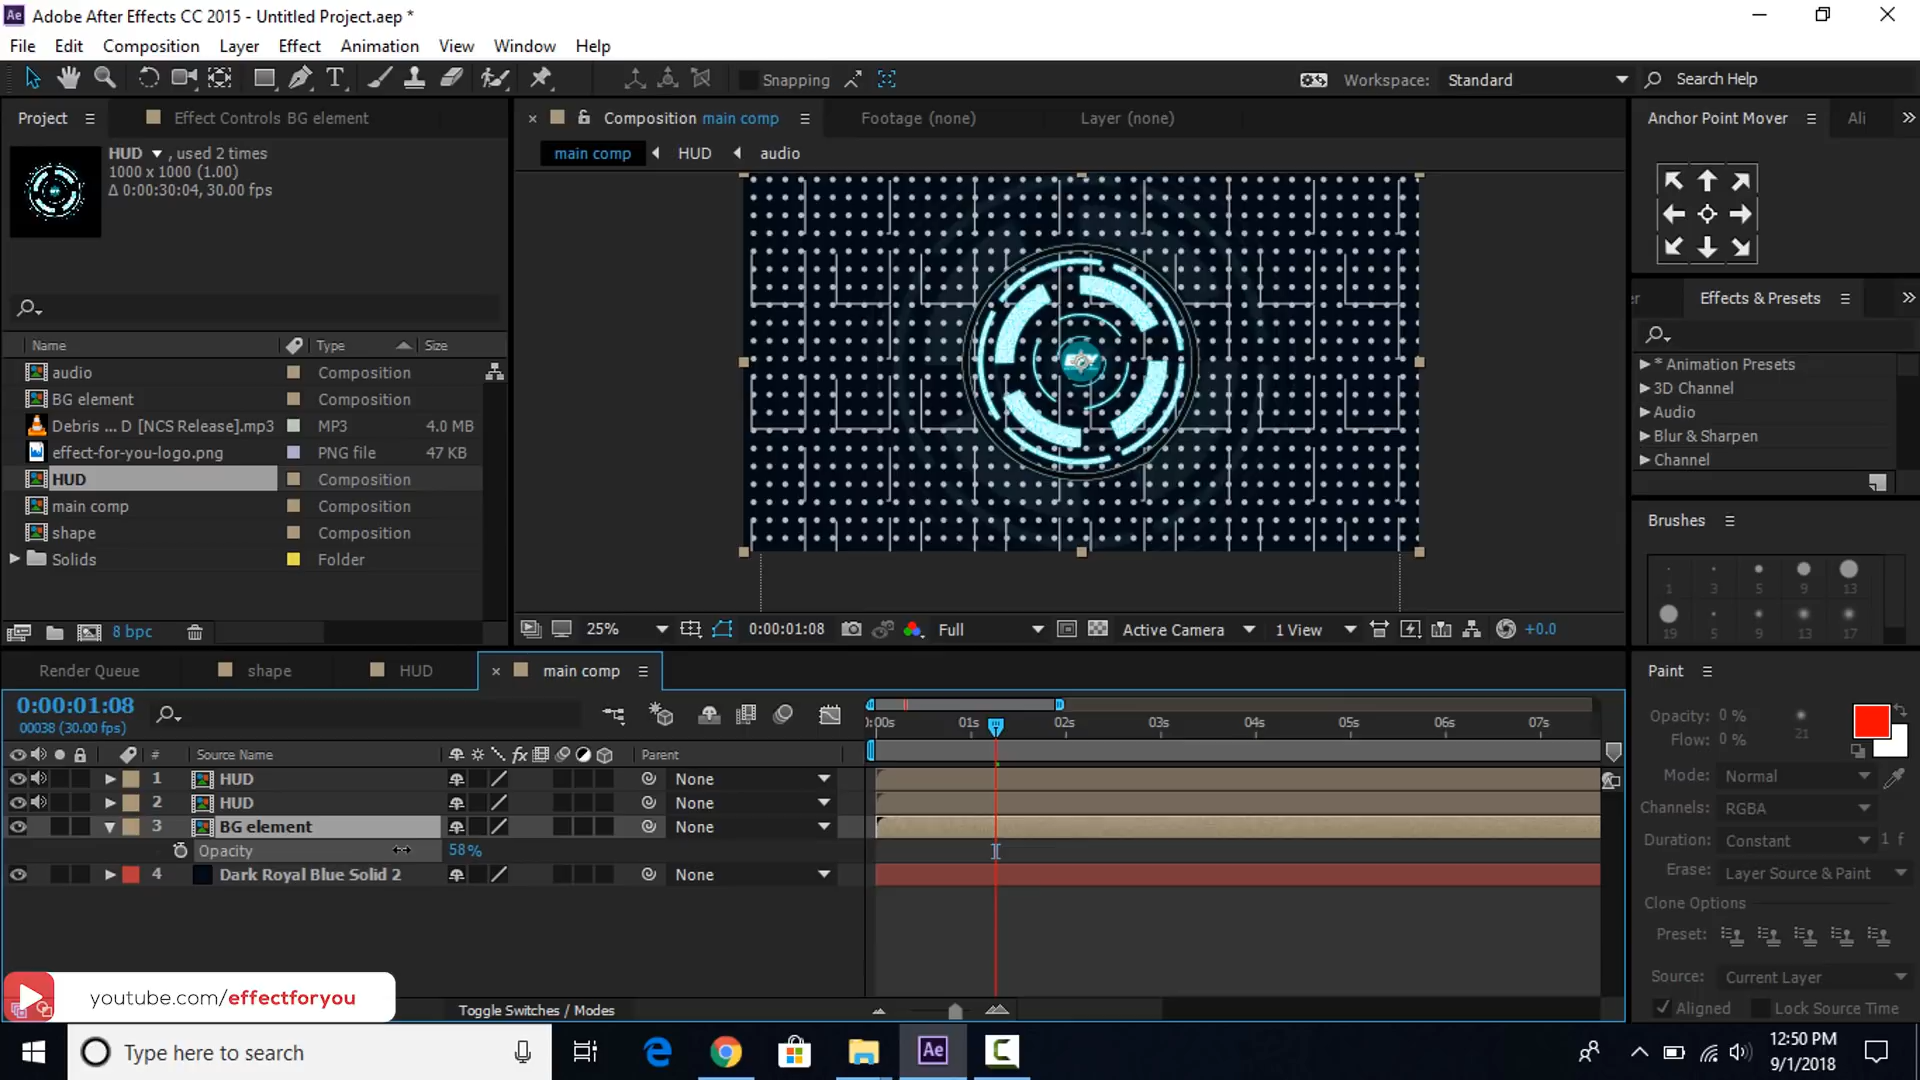 Adobe After Effects CC 2015 - Untitled Project.aep *
File Edit Composition Layer Effect Animation View Window Help
Snapping
Workspace: Standard
Search Help
Project
Effect Controls BG element
HUD , used 2 times
1000 x 1000 (1.00)
Δ 0:00:30:04, 30.00 fps
Name Type Size
audio Composition
BG element Composition
Debris ... D [NCS Release].mp3 MP3 4.0 MB
effect-for-you-logo.png PNG file 47 KB
HUD Composition
main comp Composition
shape Composition
Solids Folder
8 bpc
Composition main comp
Footage (none)
Layer (none)
main comp HUD audio
25% 0:00:01:08 Full Active Camera 1 View +0.0
Anchor Point Mover Ali
Effects & Presets
* Animation Presets
3D Channel
Audio
Blur & Sharpen
Channel
Brushes
1 3 5 9 13
19 5 9 13 17
Render Queue shape HUD main comp
0:00:01:08
00038 (30.00 fps)
# Source Name fx Parent
:00s 01s 02s 03s 04s 05s 06s 07s
1 HUD None
2 HUD None
3 BG element None
Opacity 58%
4 Dark Royal Blue Solid 2 None
Toggle Switches / Modes
Paint
Opacity: 0 %
Flow: 0 %
21
Mode: Normal
Channels: RGBA
Duration: Constant 1 f
Erase: Layer Source & Paint
Clone Options
Preset:
Source: Current Layer
Aligned Lock Source Time
youtube.com/effectforyou
Type here to search
Ae
12:50 PM
9/1/2018